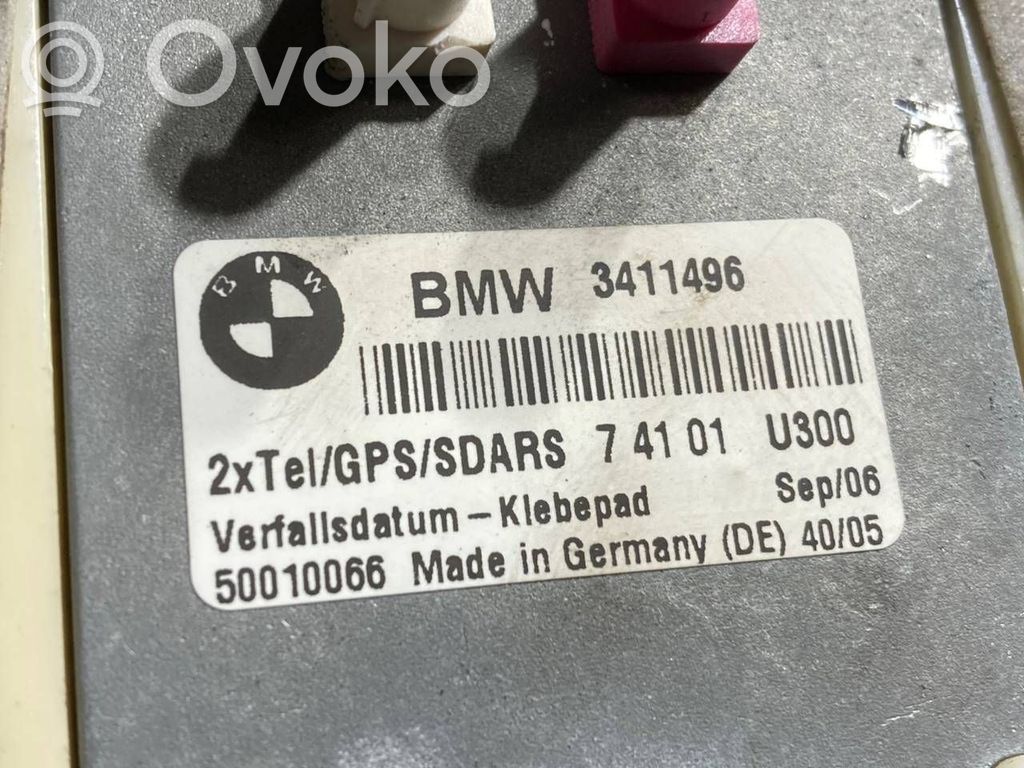 Ovoko
BMW
BMW 3411496
2xTel/GPS/SDARS 7 41 01 U300
Verfallsdatum - Klebepad Sep/06
50010066 Made in Germany (DE) 40/05